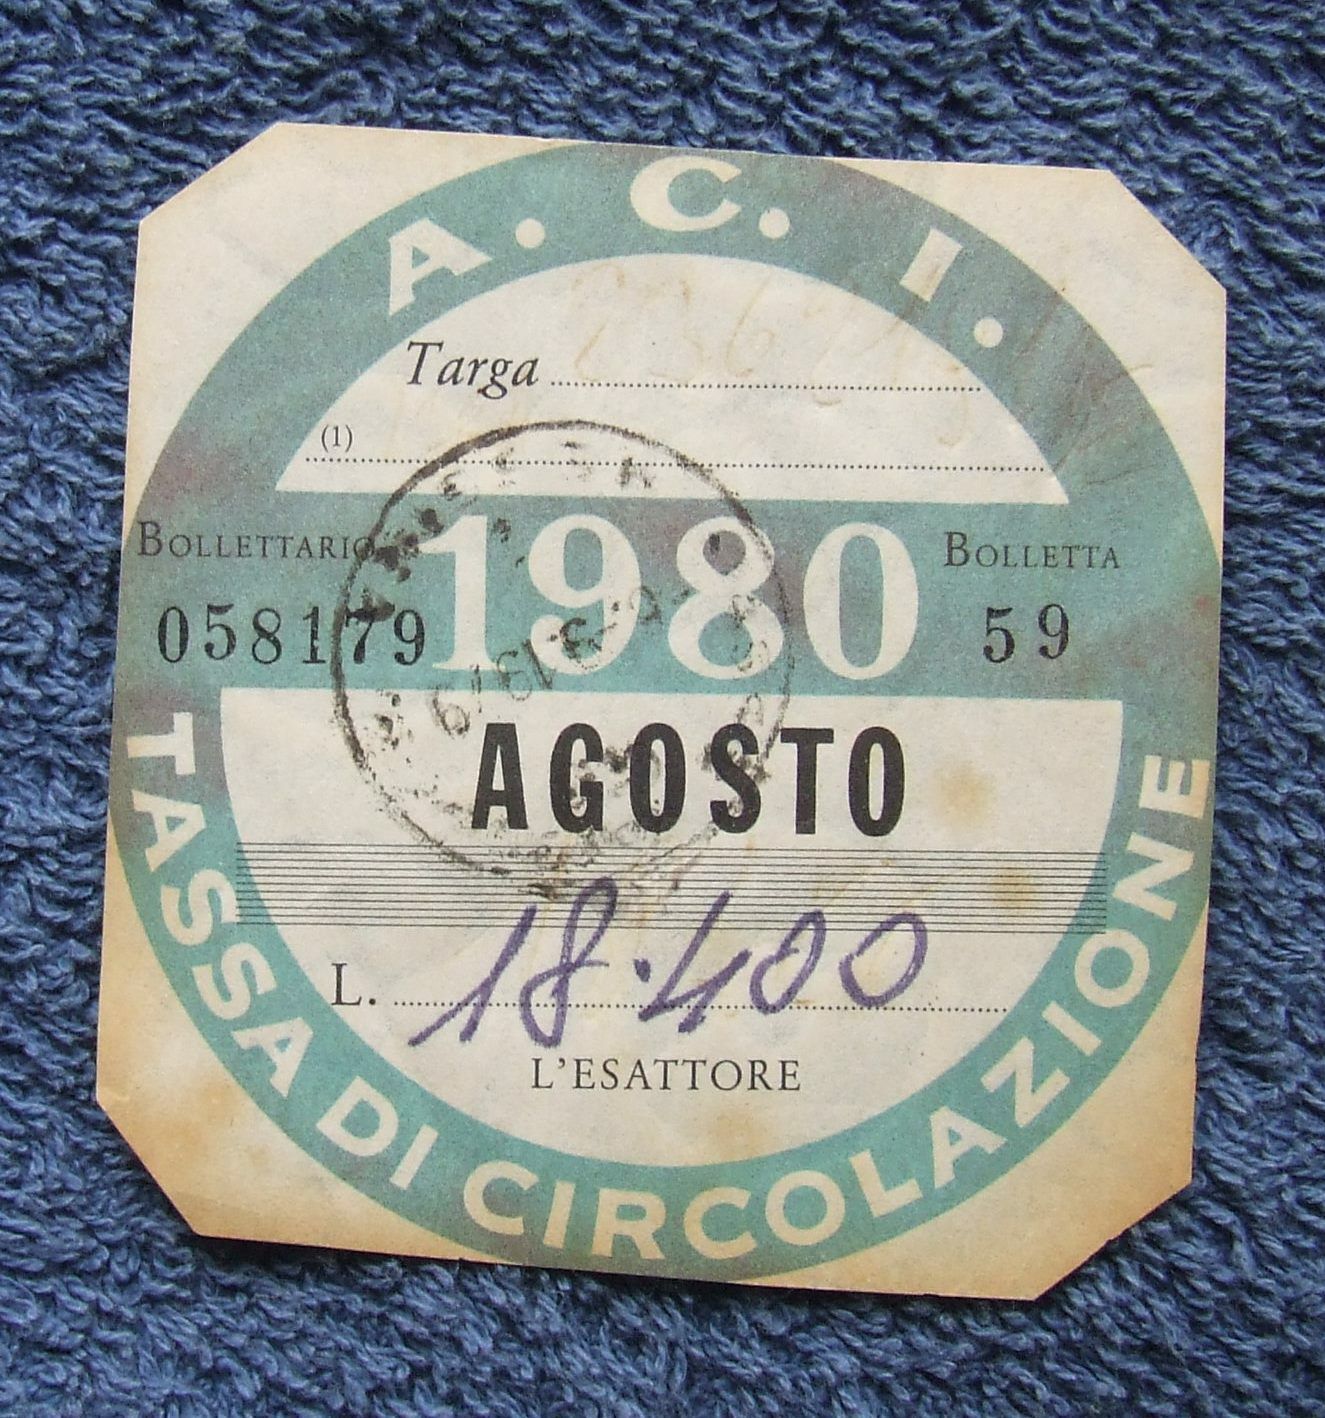 A. C. I.
Targa
(1)
BOLLETTARIO 1980 BOLLETTA
058179 59
AGOSTO
L. 18.400
L'ESATTORE
TASSA DI CIRCOLAZIONE